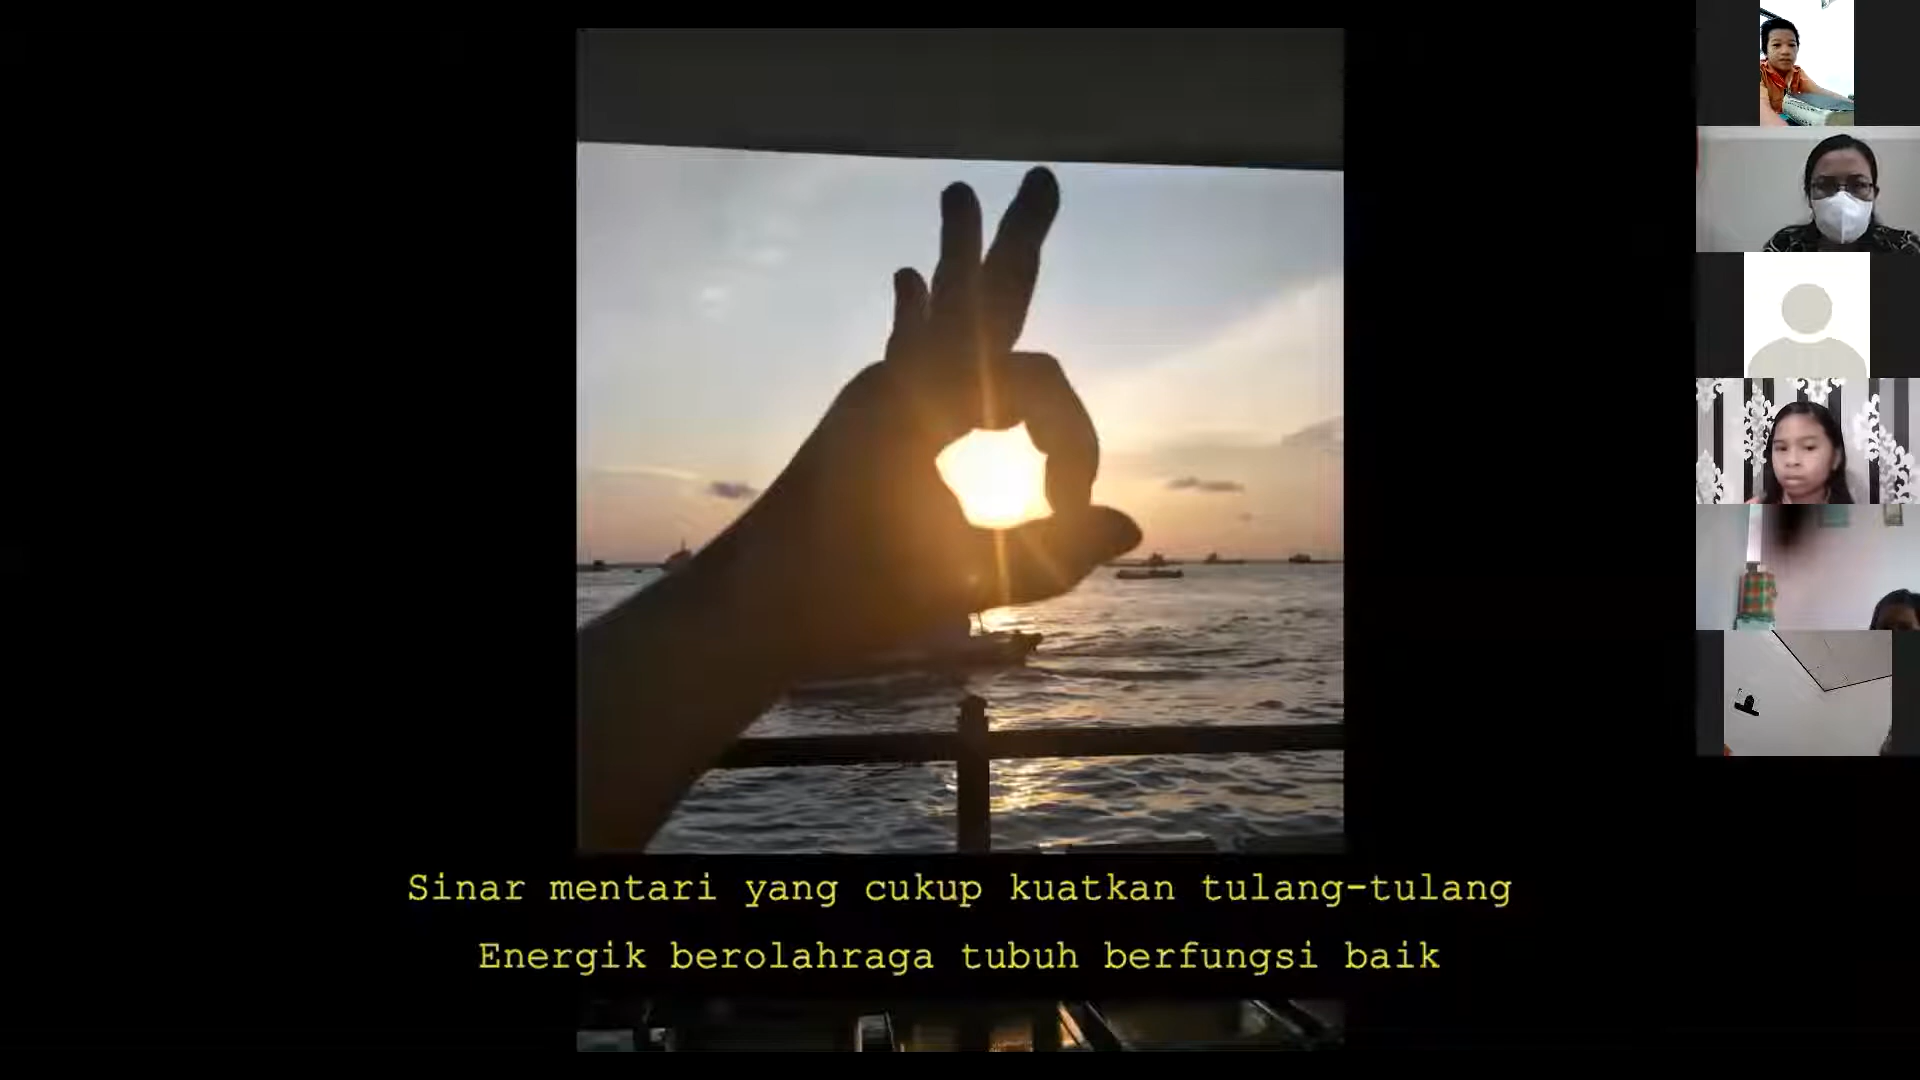 Sinar mentari yang cukup kuatkan tulang-tulang
Energik berolahraga tubuh berfungsi baik